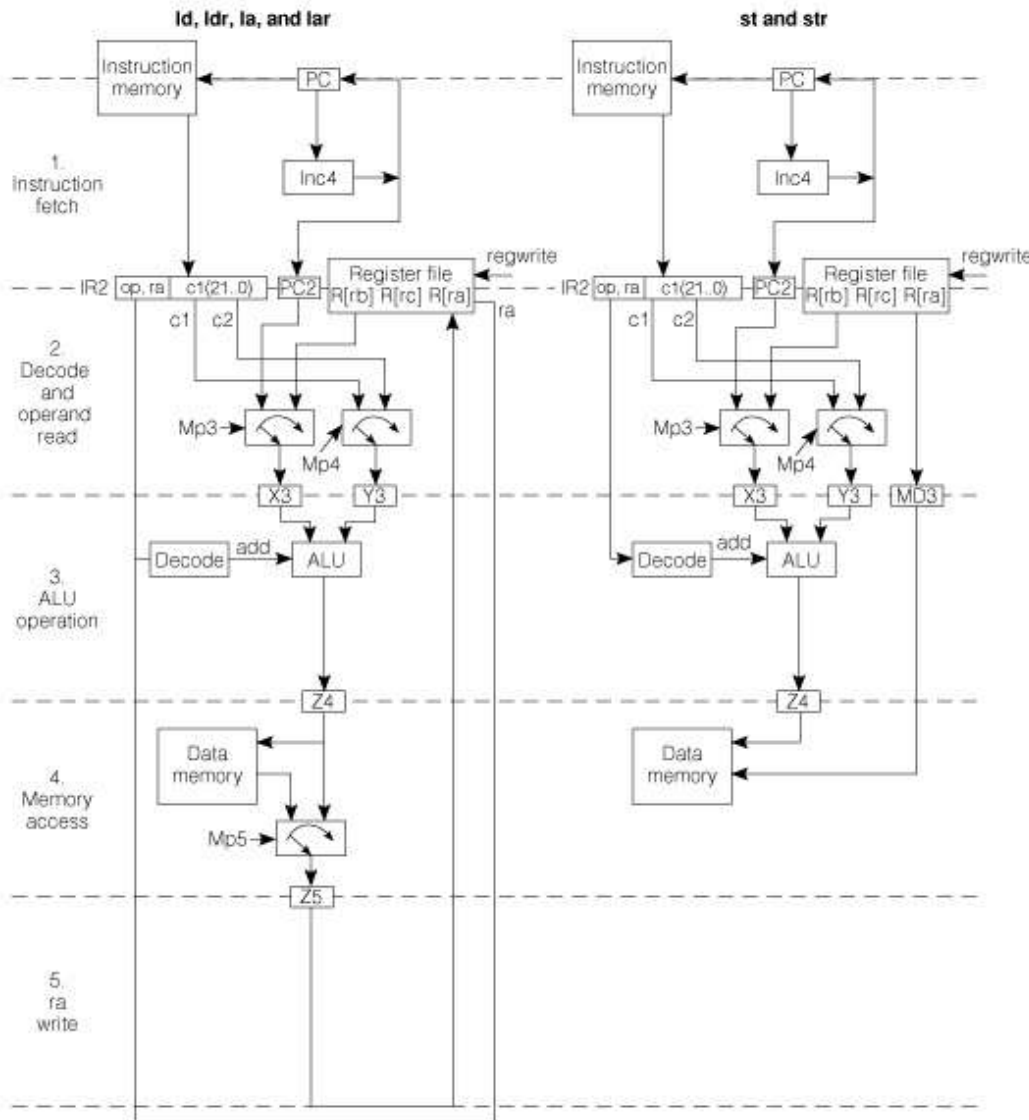 ld, ldr, la, and lar
Instruction
memory
PC
1.
Instruction
fetch
Inc4
regwrite
IR2
op, ra
c1(21..0)
PC2
Register file
R[rb] R[rc] R[ra]
ra
c1
c2
2.
Decode
and
operand
read
Mp3
Mp4
X3
Y3
Decode
add
ALU
3.
ALU
operation
Z4
Data
memory
4.
Memory
access
Mp5
Z5
5.
ra
write
st and str
Instruction
memory
PC
Inc4
regwrite
IR2
op, ra
c1(21..0)
PC2
Register file
R[rb] R[rc] R[ra]
c1
c2
Mp3
Mp4
X3
Y3
MD3
Decode
add
ALU
Z4
Data
memory